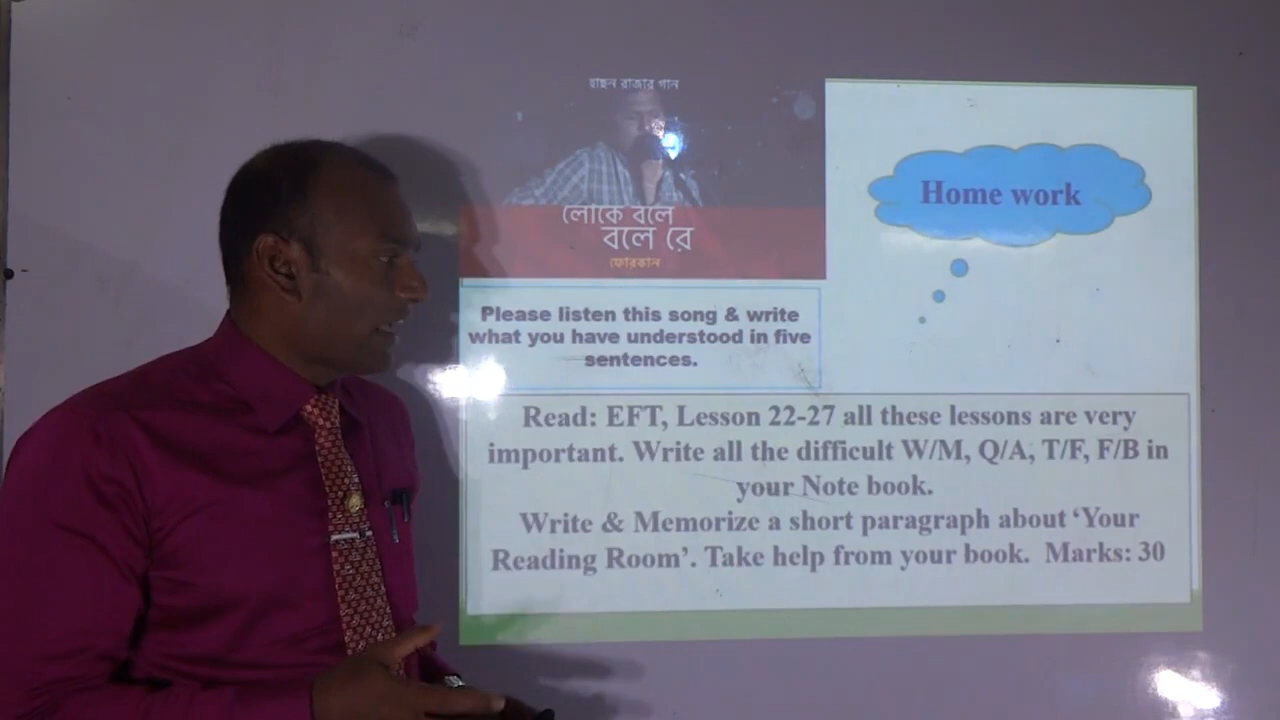 হাছন রাজার গান
লোকে বলে
বলে রে
ফোরকান
Please listen this song & write
what you have understood in five
sentences.
Home work
Read: EFT, Lesson 22-27 all these lessons are very
important. Write all the difficult W/M, Q/A, T/F, F/B in
your Note book.
Write & Memorize a short paragraph about ‘Your
Reading Room’. Take help from your book.  Marks: 30